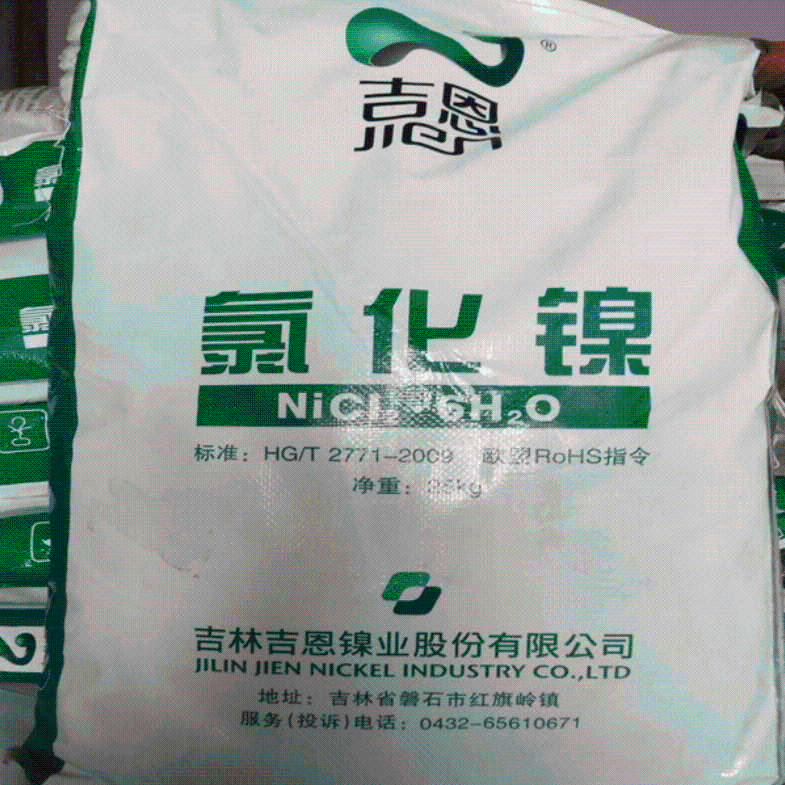 ®
吉恩
Jien
氯化镍
NiCl₂·6H₂O
标准：HG/T 2771-2009 欧盟RoHS指令
净重：25kg
吉林吉恩镍业股份有限公司
JILIN JIEN NICKEL INDUSTRY CO.,LTD
地址：吉林省磐石市红旗岭镇
服务(投诉)电话：0432-65610671